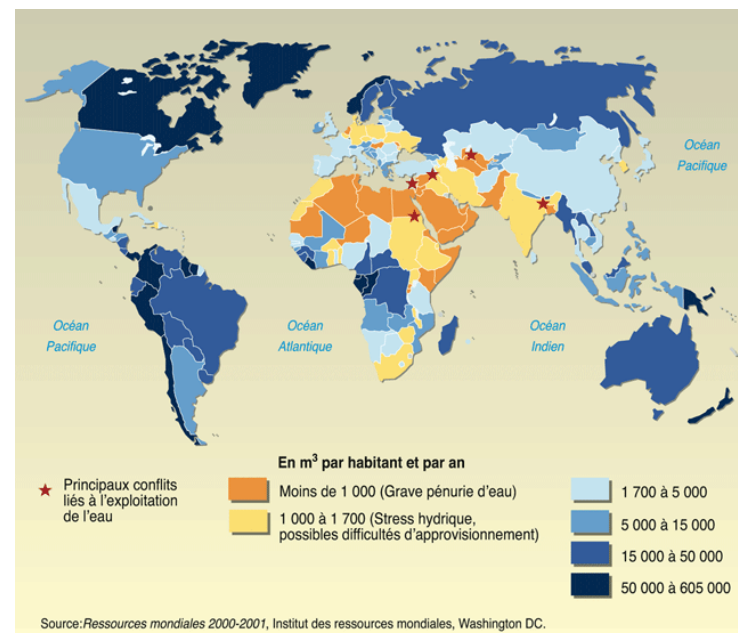 Océan
Pacifique
Océan
Pacifique
Océan
Atlantique
Océan
Indien
En m³ par habitant et par an
Principaux conflits
liés à l'exploitation
de l'eau
Moins de 1 000 (Grave pénurie d'eau)
1 000 à 1 700 (Stress hydrique,
possibles difficultés d'approvisionnement)
1 700 à 5 000
5 000 à 15 000
15 000 à 50 000
50 000 à 605 000
Source:Ressources mondiales 2000-2001, Institut des ressources mondiales, Washington DC.